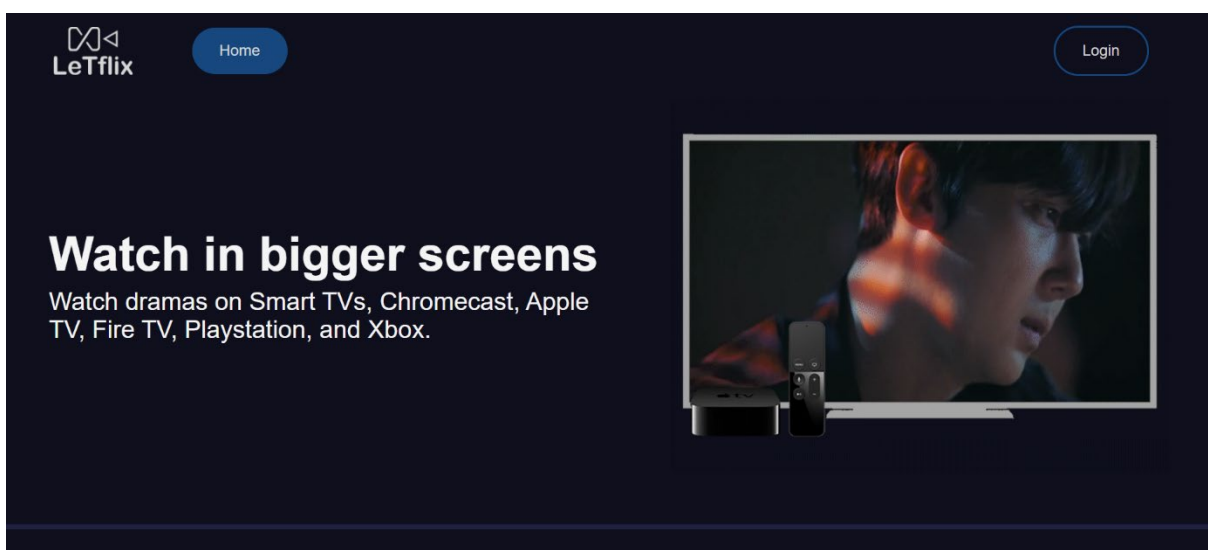 LeTflix
Home
Login
Watch in bigger screens
Watch dramas on Smart TVs, Chromecast, Apple
TV, Fire TV, Playstation, and Xbox.
tv